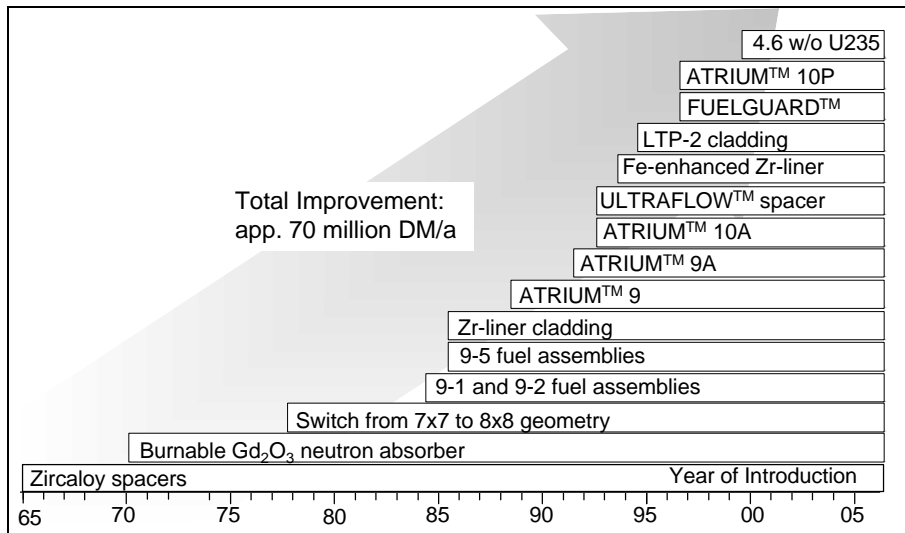 4.6 w/o U235
ATRIUM™ 10P
FUELGUARD™
LTP-2 cladding
Fe-enhanced Zr-liner
Total Improvement:
app. 70 million DM/a
ULTRAFLOW™ spacer
ATRIUM™ 10A
ATRIUM™ 9A
ATRIUM™ 9
Zr-liner cladding
9-5 fuel assemblies
9-1 and 9-2 fuel assemblies
Switch from 7x7 to 8x8 geometry
Burnable Gd₂O₃ neutron absorber
Zircaloy spacers Year of Introduction
65 70 75 80 85 90 95 00 05